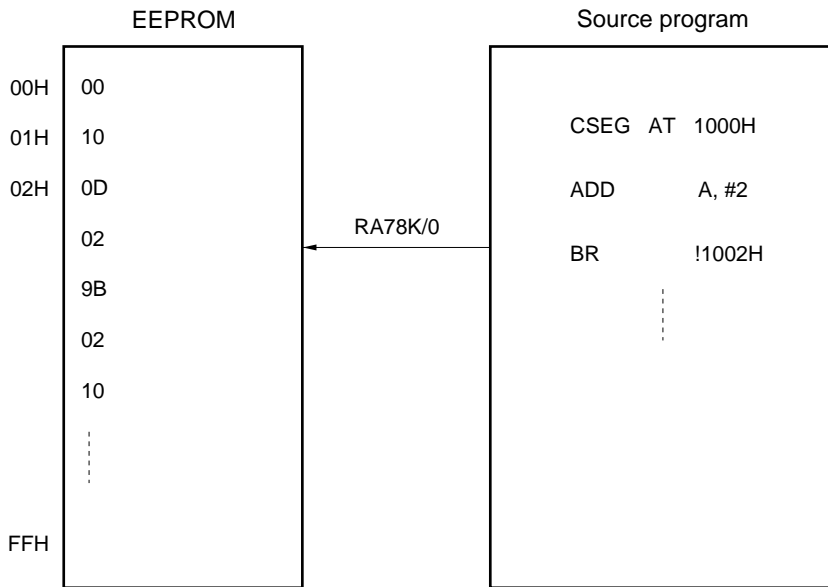 EEPROM
Source program
00H 00
01H 10
02H 0D
02
9B
02
10
FFH
RA78K/0
CSEG AT 1000H
ADD A, #2
BR !1002H